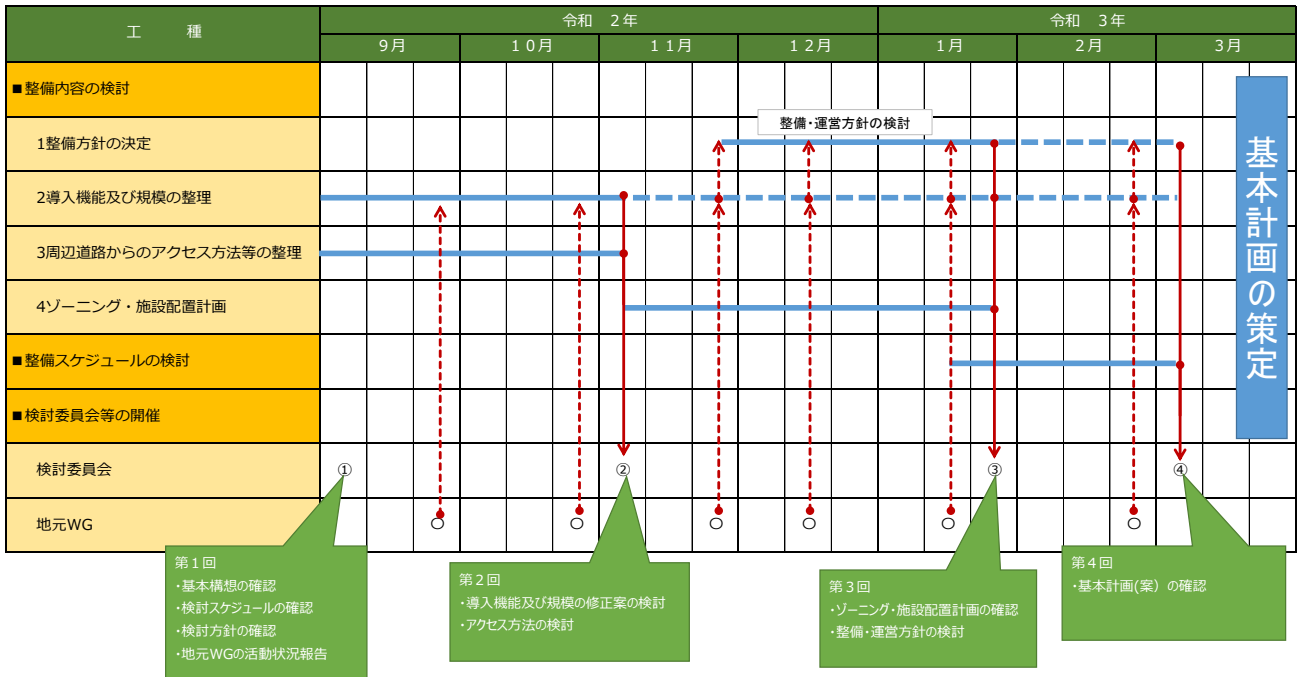 工　種
令和　２年
令和　３年
９月
１０月
１１月
１２月
１月
２月
３月
■整備内容の検討
整備・運営方針の検討
1整備方針の決定
2導入機能及び規模の整理
3周辺道路からのアクセス方法等の整理
4ゾーニング・施設配置計画
■整備スケジュールの検討
■検討委員会等の開催
基本計画の策定
検討委員会
①
②
③
④
地元WG
○
○
○
○
○
○
第１回
・基本構想の確認
・検討スケジュールの確認
・検討方針の確認
・地元WGの活動状況報告
第２回
・導入機能及び規模の修正案の検討
・アクセス方法の検討
第３回
・ゾーニング・施設配置計画の確認
・整備・運営方針の検討
第４回
・基本計画(案）の確認